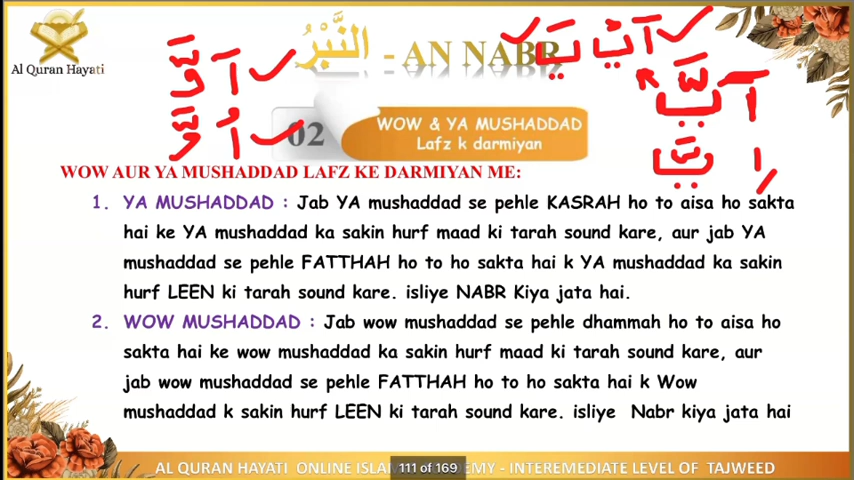 Al Quran Hayati
النَّبْرُ - AN NABR
02
WOW & YA MUSHADDAD
Lafz k darmiyan
WOW AUR YA MUSHADDAD LAFZ KE DARMIYAN ME:
1. YA MUSHADDAD : Jab YA mushaddad se pehle KASRAH ho to aisa ho sakta
hai ke YA mushaddad ka sakin hurf maad ki tarah sound kare, aur jab YA
mushaddad se pehle FATTHAH ho to ho sakta hai k YA mushaddad ka sakin
hurf LEEN ki tarah sound kare. isliye NABR Kiya jata hai.
2. WOW MUSHADDAD : Jab wow mushaddad se pehle dhammah ho to aisa ho
sakta hai ke wow mushaddad ka sakin hurf maad ki tarah sound kare, aur
jab wow mushaddad se pehle FATTHAH ho to ho sakta hai k Wow
mushaddad k sakin hurf LEEN ki tarah sound kare. isliye Nabr kiya jata hai
AL QURAN HAYATI ONLINE ISLA
111 of 169
EMY - INTEREMEDIATE LEVEL OF TAJWEED